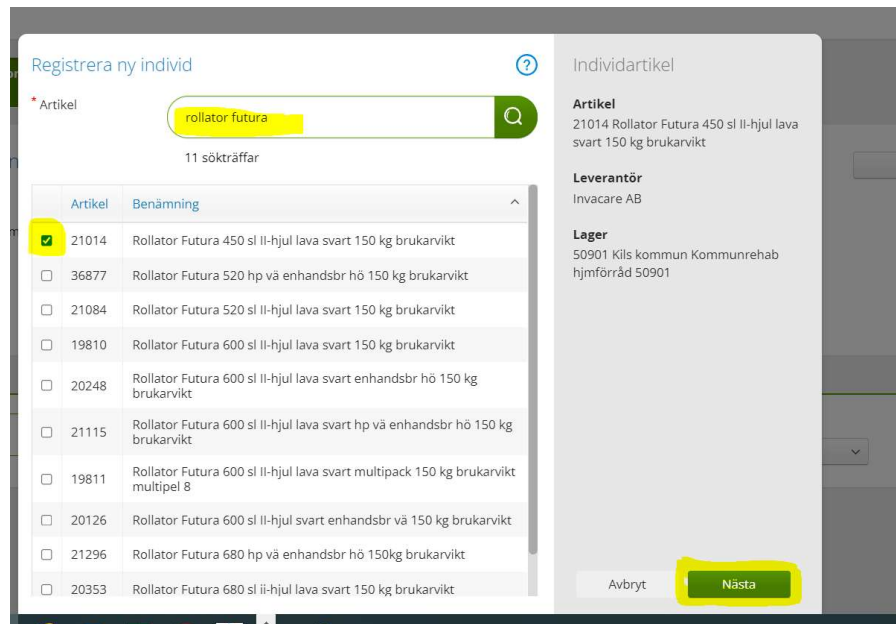 Registrera ny individ
?
* Artikel
rollator futura
11 sökträffar
Artikel Benämning
21014 Rollator Futura 450 sl II-hjul lava svart 150 kg brukarvikt
36877 Rollator Futura 520 hp vä enhandsbr hö 150 kg brukarvikt
21084 Rollator Futura 520 sl II-hjul lava svart 150 kg brukarvikt
19810 Rollator Futura 600 sl II-hjul lava svart 150 kg brukarvikt
20248 Rollator Futura 600 sl II-hjul lava svart enhandsbr hö 150 kg
brukarvikt
21115 Rollator Futura 600 sl II-hjul lava svart hp vä enhandsbr hö 150 kg
brukarvikt
19811 Rollator Futura 600 sl II-hjul lava svart multipack 150 kg brukarvikt
multipel 8
20126 Rollator Futura 600 sl II-hjul svart enhandsbr vä 150 kg brukarvikt
21296 Rollator Futura 680 hp vä enhandsbr hö 150kg brukarvikt
20353 Rollator Futura 680 sl ii-hjul lava svart 150 kg brukarvikt
Individartikel
Artikel
21014 Rollator Futura 450 sl II-hjul lava
svart 150 kg brukarvikt
Leverantör
Invacare AB
Lager
50901 Kils kommun Kommunrehab
hjmförråd 50901
Avbryt
Nästa